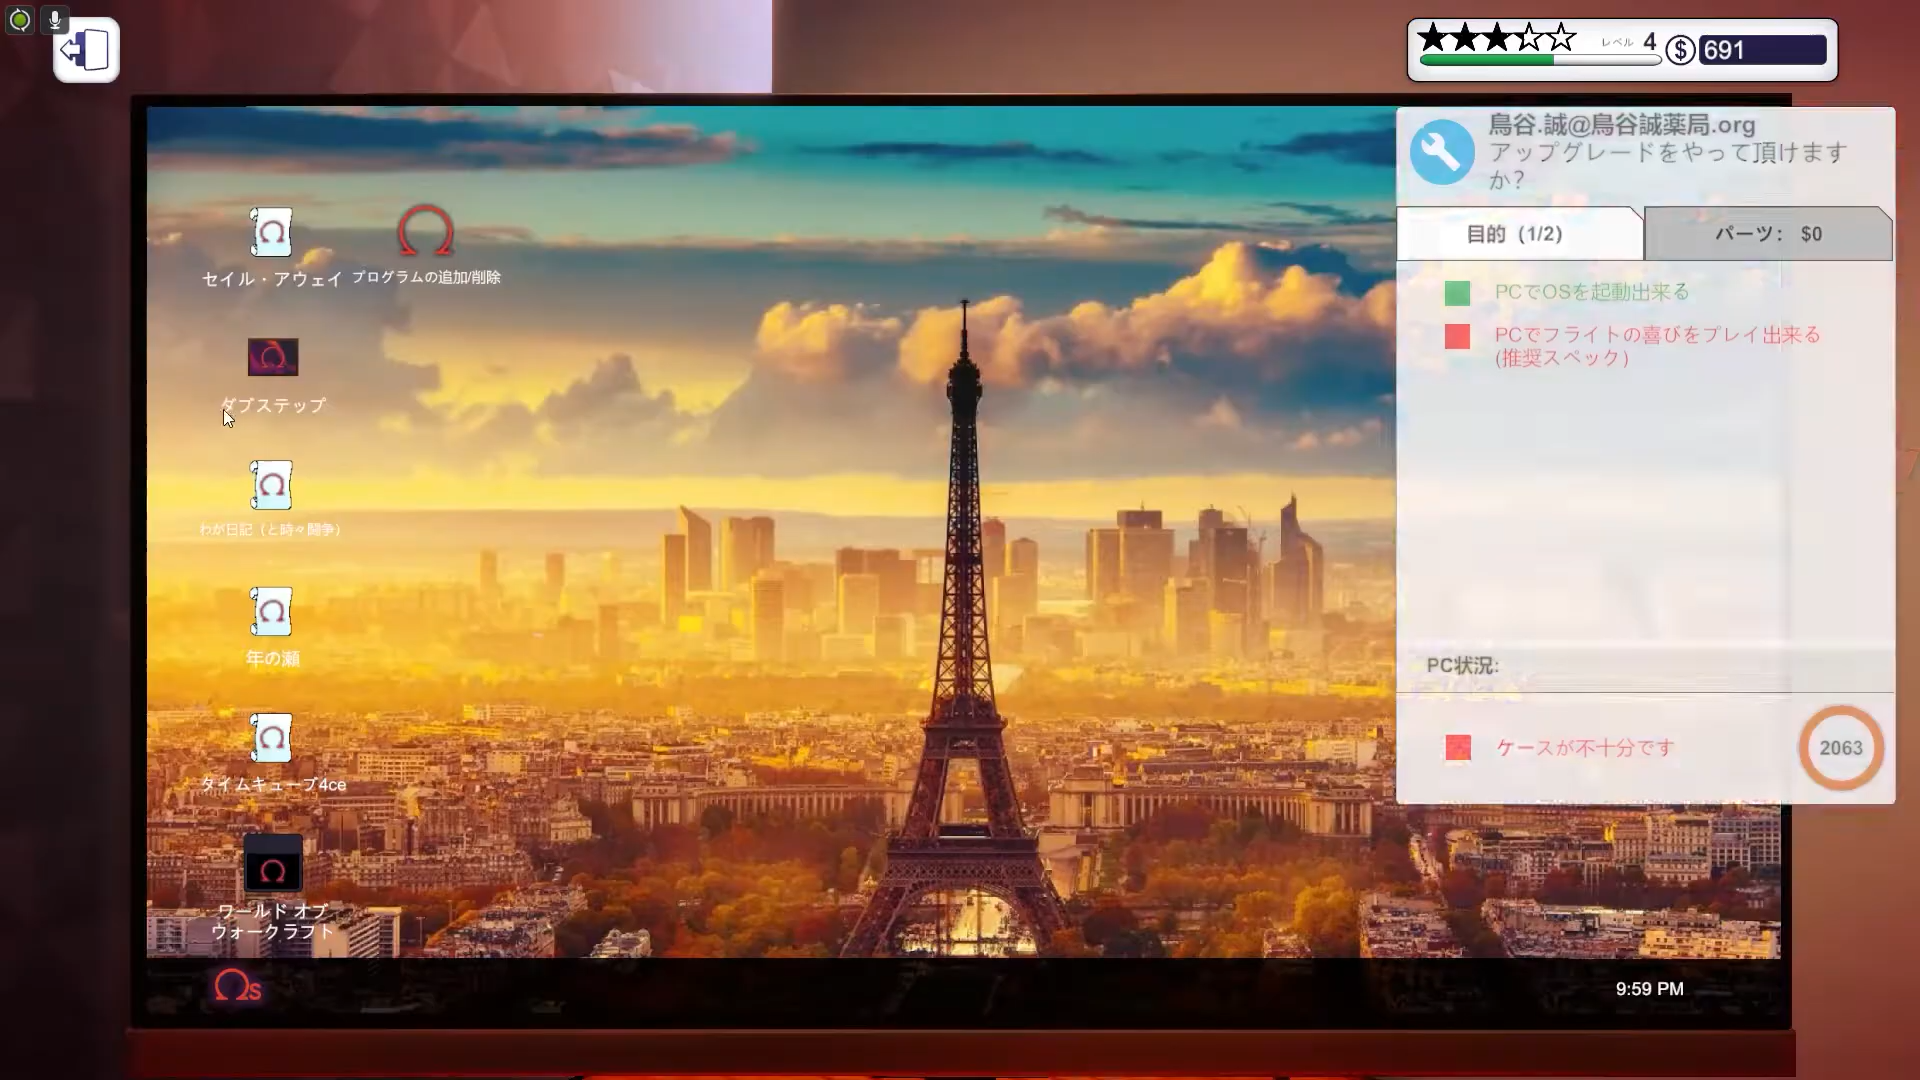 レベル 4
$ 691
鳥谷.誠@鳥谷誠薬局.org
アップグレードをやって頂けます
か?
目的 (1/2)
パーツ: $0
PCでOSを起動出来る
PCでフライトの喜びをプレイ出来る
(推奨スペック)
PC状況:
ケースが不十分です
2063
セイル・アウェイ
プログラムの追加/削除
ダブステップ
わが日記(と時々闘争)
年の瀬
タイムキューブ4ce
ワールド オブ
ウォークラフト
Ωs
9:59 PM